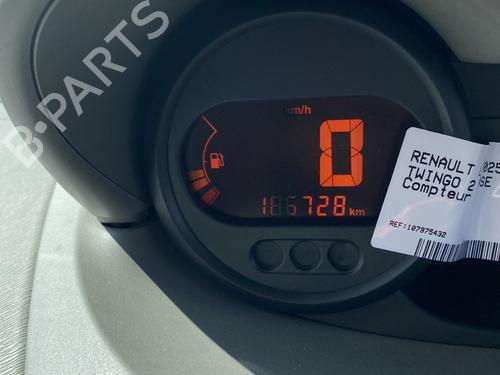 B-PARTS
km/h
0
186728 km
RENAULT
TWINGO 2
Compteur
REF:107975432